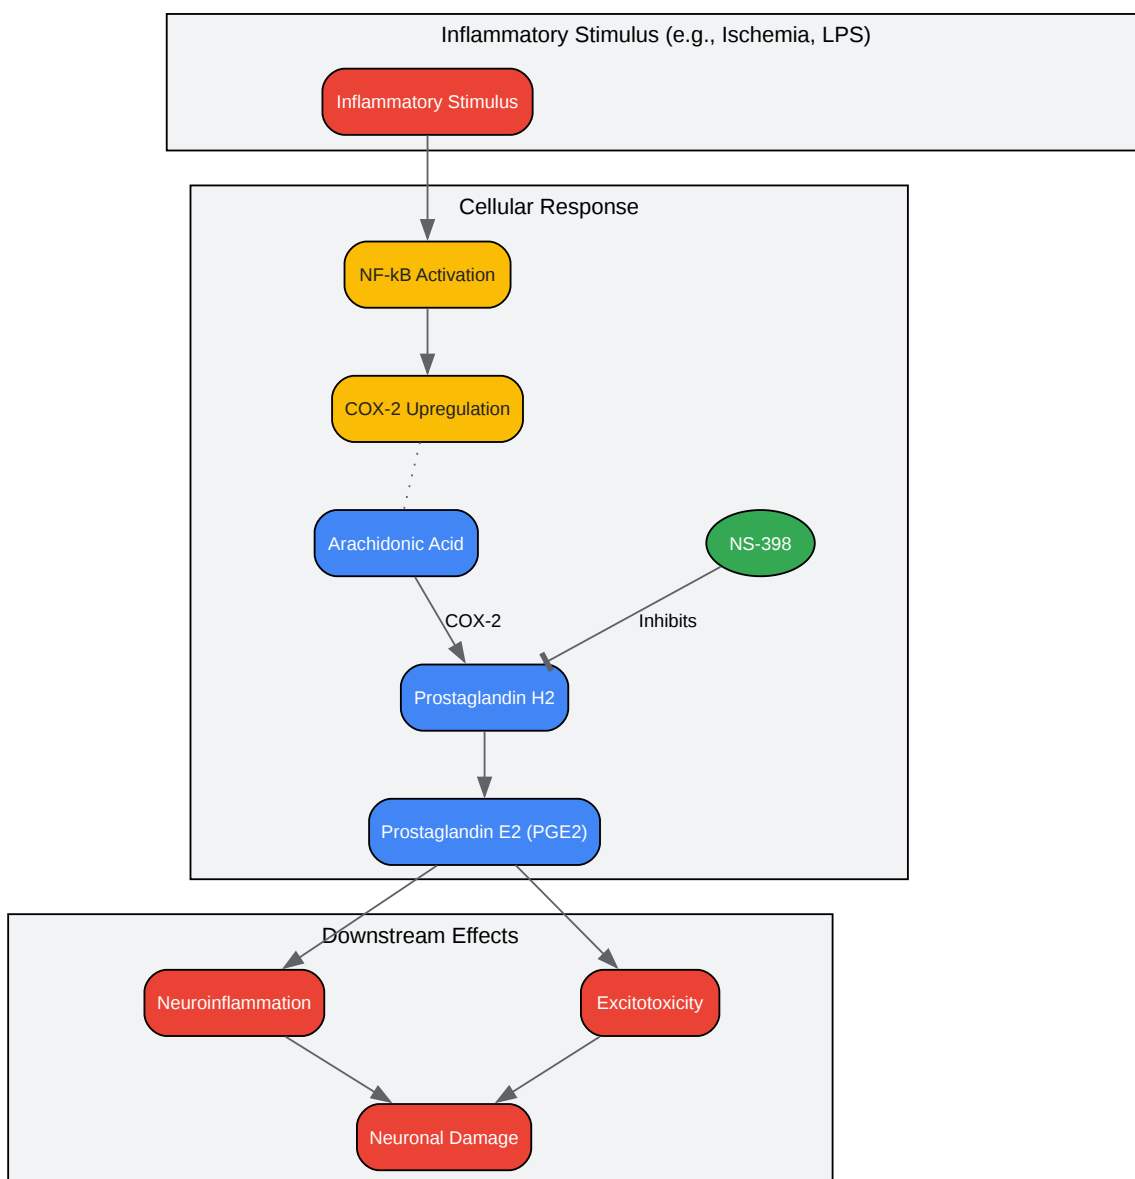 Inflammatory Stimulus (e.g., Ischemia, LPS)
Inflammatory Stimulus
Cellular Response
NF-kB Activation
COX-2 Upregulation
Arachidonic Acid
NS-398
COX-2
Inhibits
Prostaglandin H2
Prostaglandin E2 (PGE2)
Downstream Effects
Neuroinflammation
Excitotoxicity
Neuronal Damage